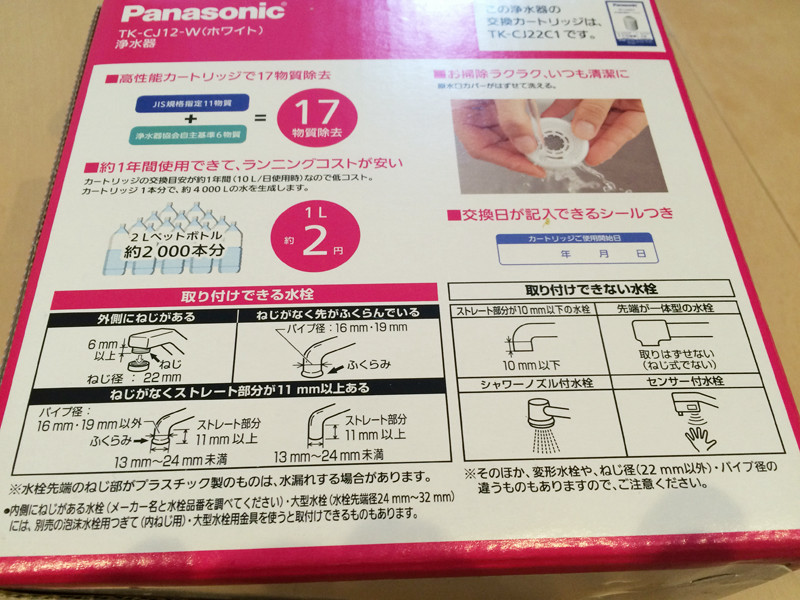 Panasonic
TK-CJ12-W(ホワイト)
浄水器
この浄水器の
交換カートリッジは、
TK-CJ22C1です。
■高性能カートリッジで17物質除去
JIS規格指定11物質
+
浄水器協会自主基準6物質
=
17
物質除去
■お掃除ラクラク、いつも清潔に
吸水口カバーがはずせて洗える。
■約1年間使用できて、ランニングコストが安い
カートリッジの交換目安が約1年間(10L/日使用時)なので低コスト。
カートリッジ1本分で、約4000Lの水を生成します。
2Lペットボトル
約2000本分
1L
約2円
■交換日が記入できるシールつき
カートリッジご使用開始日
年 月 日
取り付けできる水栓
外側にねじがある
6mm
以上
ねじ
ねじ径:22mm
ねじがなく先がふくらんでいる
パイプ径:16mm・19mm
ふくらみ
ねじがなくストレート部分が11mm以上ある
パイプ径:
16mm・19mm以外
ふくらみ
ストレート部分
11mm以上
13mm~24mm未満
ストレート部分
11mm以上
13mm~24mm未満
取り付けできない水栓
ストレート部分が10mm以下の水栓
10mm以下
先端が一体型の水栓
取りはずせない
(ねじ式でない)
シャワーノズル付水栓
センサー付水栓
※水栓先端のねじ部がプラスチック製のものは、水漏れする場合があります。
●内側にねじがある水栓(メーカー名と水栓品番を調べてください)・大型水栓(水栓先端径24mm~32mm)
には、別売の泡沫水栓用つぎて(内ねじ用)・大型水栓用金具を使うと取付けできるものもあります。
※そのほか、変形水栓や、ねじ径(22mm以外)・パイプ径の
違うものもありますので、ご注意ください。